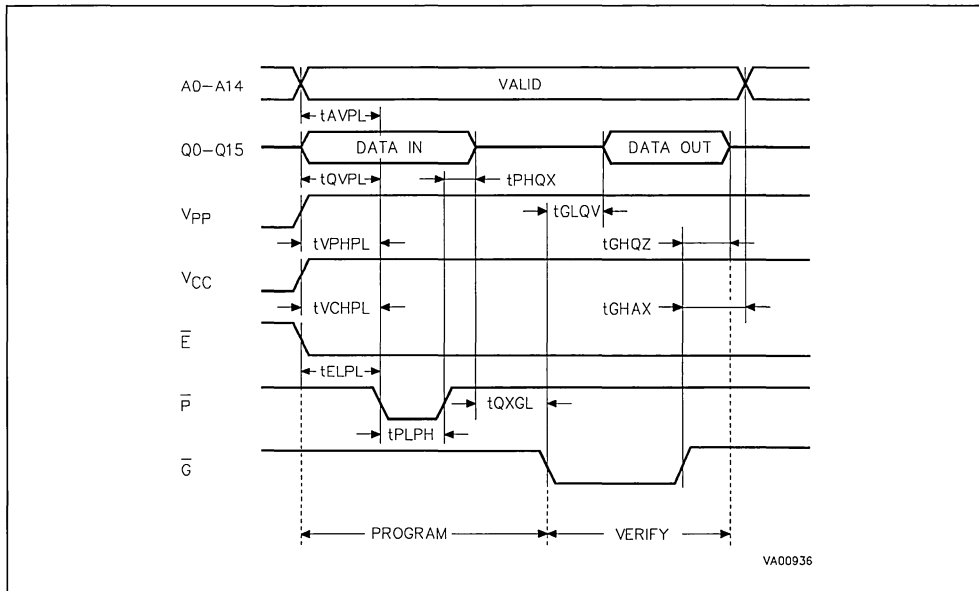 A0-A14
VALID
tAVPL
Q0-Q15
DATA IN
DATA OUT
tQVPL
tPHQX
VPP
tGLQV
tVPHPL
tGHQZ
VCC
tVCHPL
tGHAX
E
tELPL
P
tQXGL
tPLPH
G
PROGRAM
VERIFY
VA00936